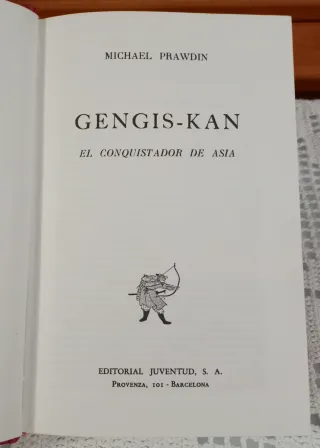 MICHAEL PRAWDIN
GENGIS-KAN
EL CONQUISTADOR DE ASIA
EDITORIAL JUVENTUD, S. A.
PROVENZA, 101 - BARCELONA